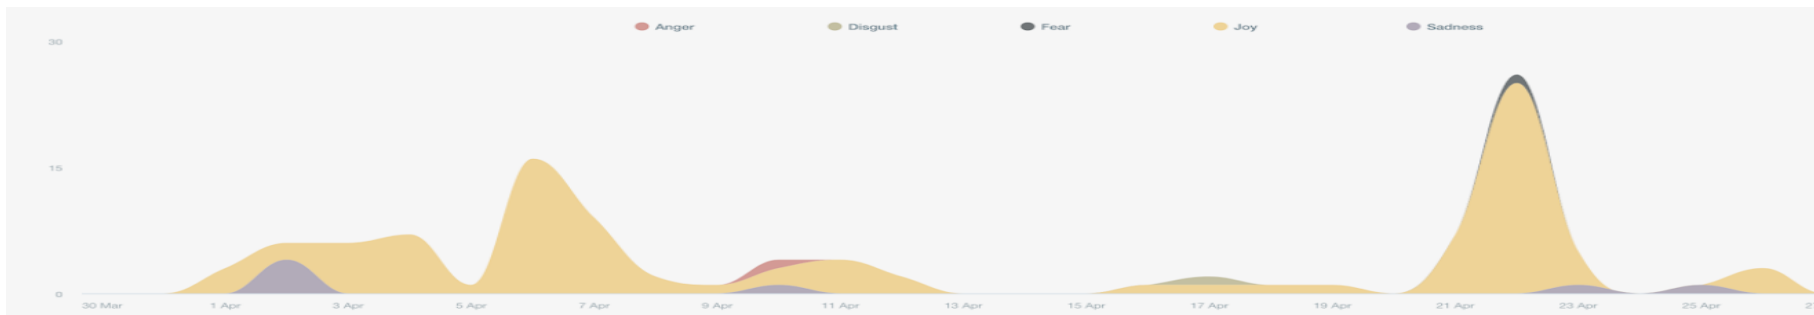 Anger Disgust Fear Joy Sadness
30
15
0
30 Mar 1 Apr 3 Apr 5 Apr 7 Apr 9 Apr 11 Apr 13 Apr 15 Apr 17 Apr 19 Apr 21 Apr 23 Apr 25 Apr